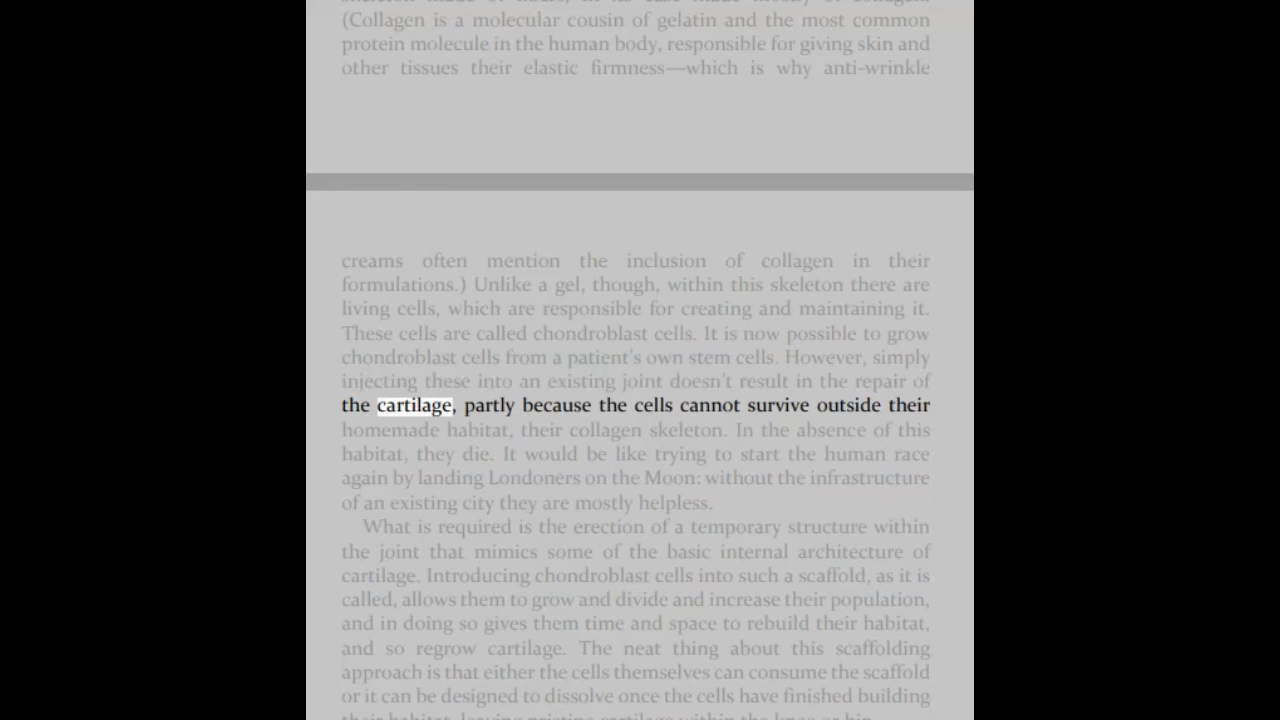 (Collagen is a molecular cousin of gelatin and the most common
protein molecule in the human body, responsible for giving skin and
other tissues their elastic firmness—which is why anti-wrinkle
creams often mention the inclusion of collagen in their
formulations.) Unlike a gel, though, within this skeleton there are
living cells, which are responsible for creating and maintaining it.
These cells are called chondroblast cells. It is now possible to grow
chondroblast cells from a patient's own stem cells. However, simply
injecting these into an existing joint doesn't result in the repair of
the cartilage, partly because the cells cannot survive outside their
homemade habitat, their collagen skeleton. In the absence of this
habitat, they die. It would be like trying to start the human race
again by landing Londoners on the Moon: without the infrastructure
of an existing city they are mostly helpless.
What is required is the erection of a temporary structure within
the joint that mimics some of the basic internal architecture of
cartilage. Introducing chondroblast cells into such a scaffold, as it is
called, allows them to grow and divide and increase their population,
and in doing so gives them time and space to rebuild their habitat,
and so regrow cartilage. The neat thing about this scaffolding
approach is that either the cells themselves can consume the scaffold
or it can be designed to dissolve once the cells have finished building